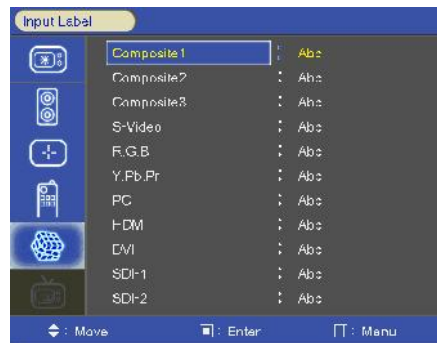 Input Label
Composite1 : Abc
Composite2 : Abc
Composite3 : Abc
S-Video : Abc
R.G.B : Abc
Y.Pb.Pr : Abc
PC : Abc
HDMI : Abc
DVI : Abc
SDI-1 : Abc
SDI-2 : Abc
: Move : Enter : Menu